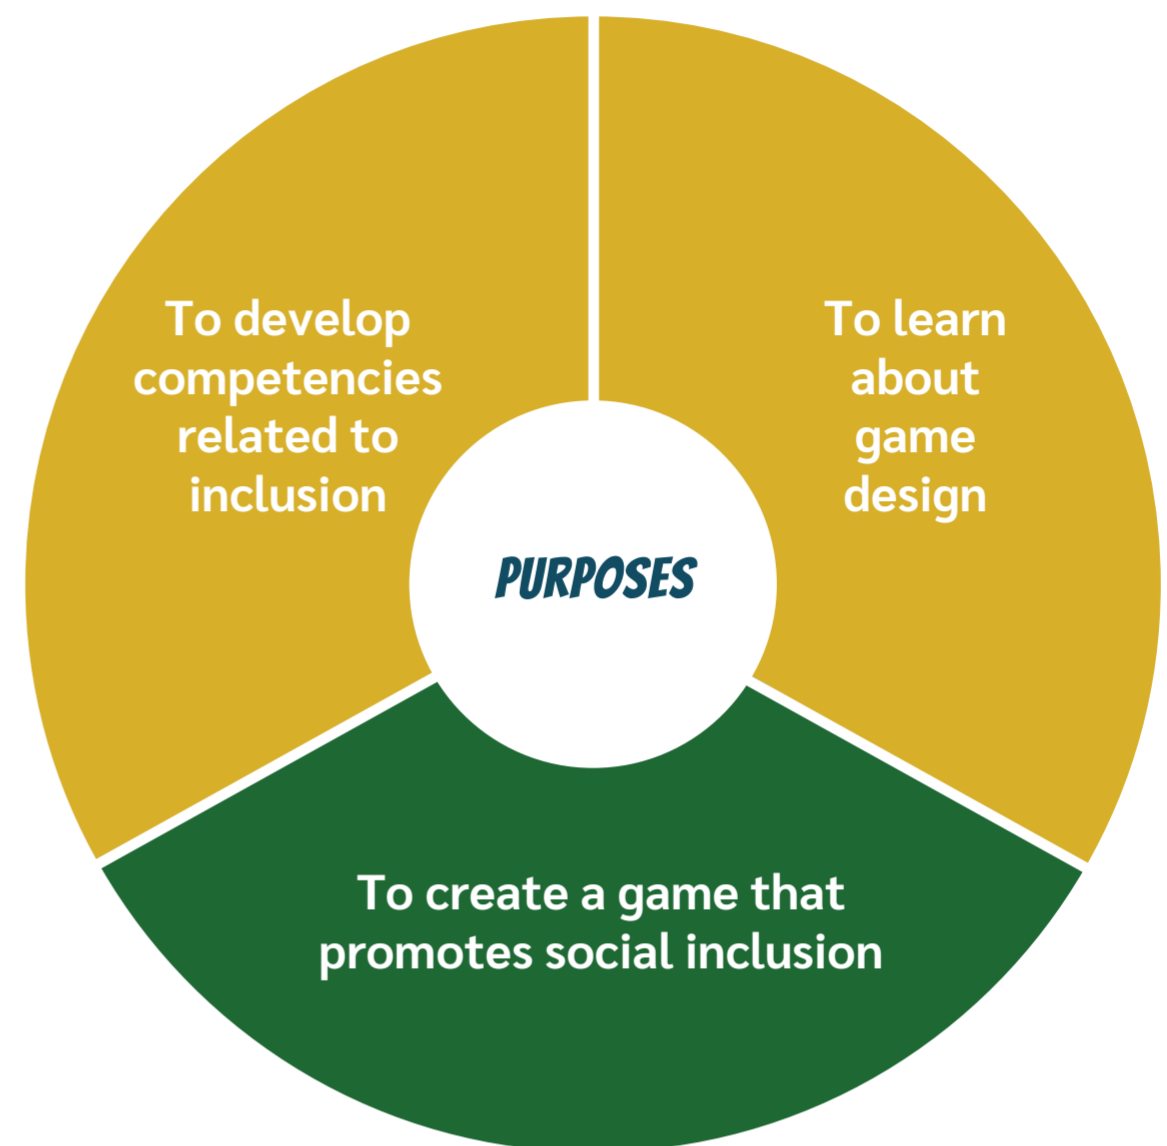 To develop
competencies
related to
inclusion
To learn
about
game
design
PURPOSES
To create a game that
promotes social inclusion